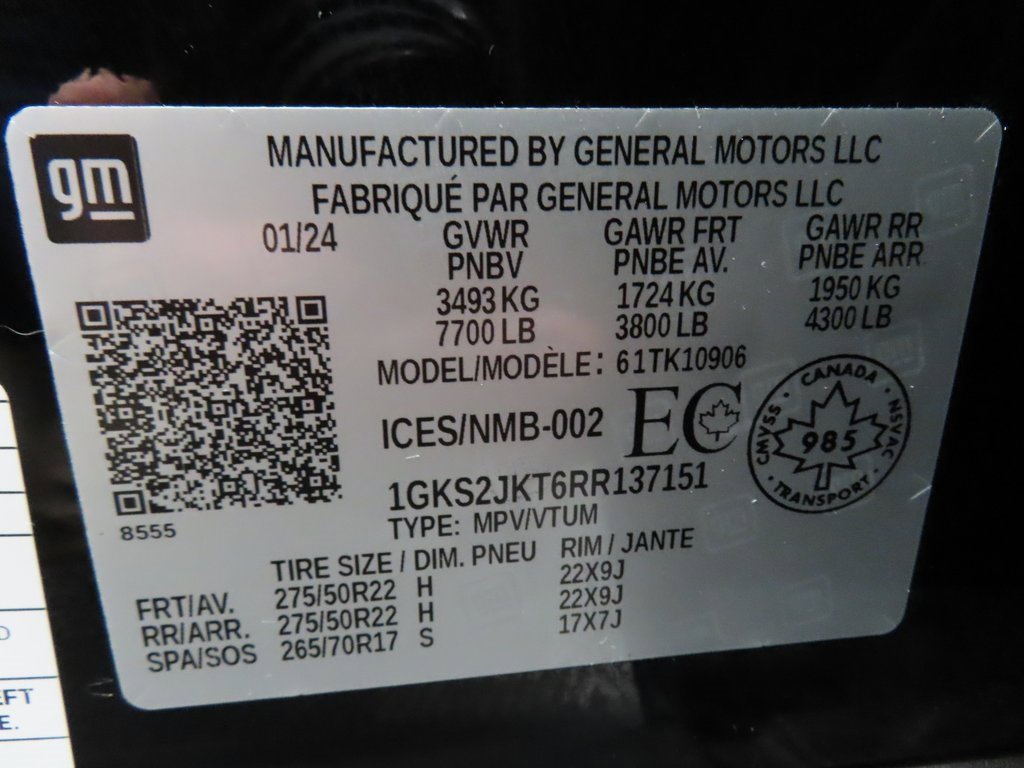 gm
MANUFACTURED BY GENERAL MOTORS LLC
FABRIQUÉ PAR GENERAL MOTORS LLC
01/24 GVWR GAWR FRT GAWR RR
PNBV PNBE AV. PNBE ARR
3493 KG 1724 KG 1950 KG
7700 LB 3800 LB 4300 LB
MODEL/MODÈLE: 61TK10906
ICES/NMB-002 EC
CANADA
CMVSS NSVAC
985
TRANSPORT
1GKS2JKT6RR137151
8555
TYPE: MPV/VTUM
TIRE SIZE / DIM. PNEU RIM / JANTE
FRT/AV. 275/50R22 H 22X9J
RR/ARR. 275/50R22 H 22X9J
SPA/SOS 265/70R17 S 17X7J
EFT
E.